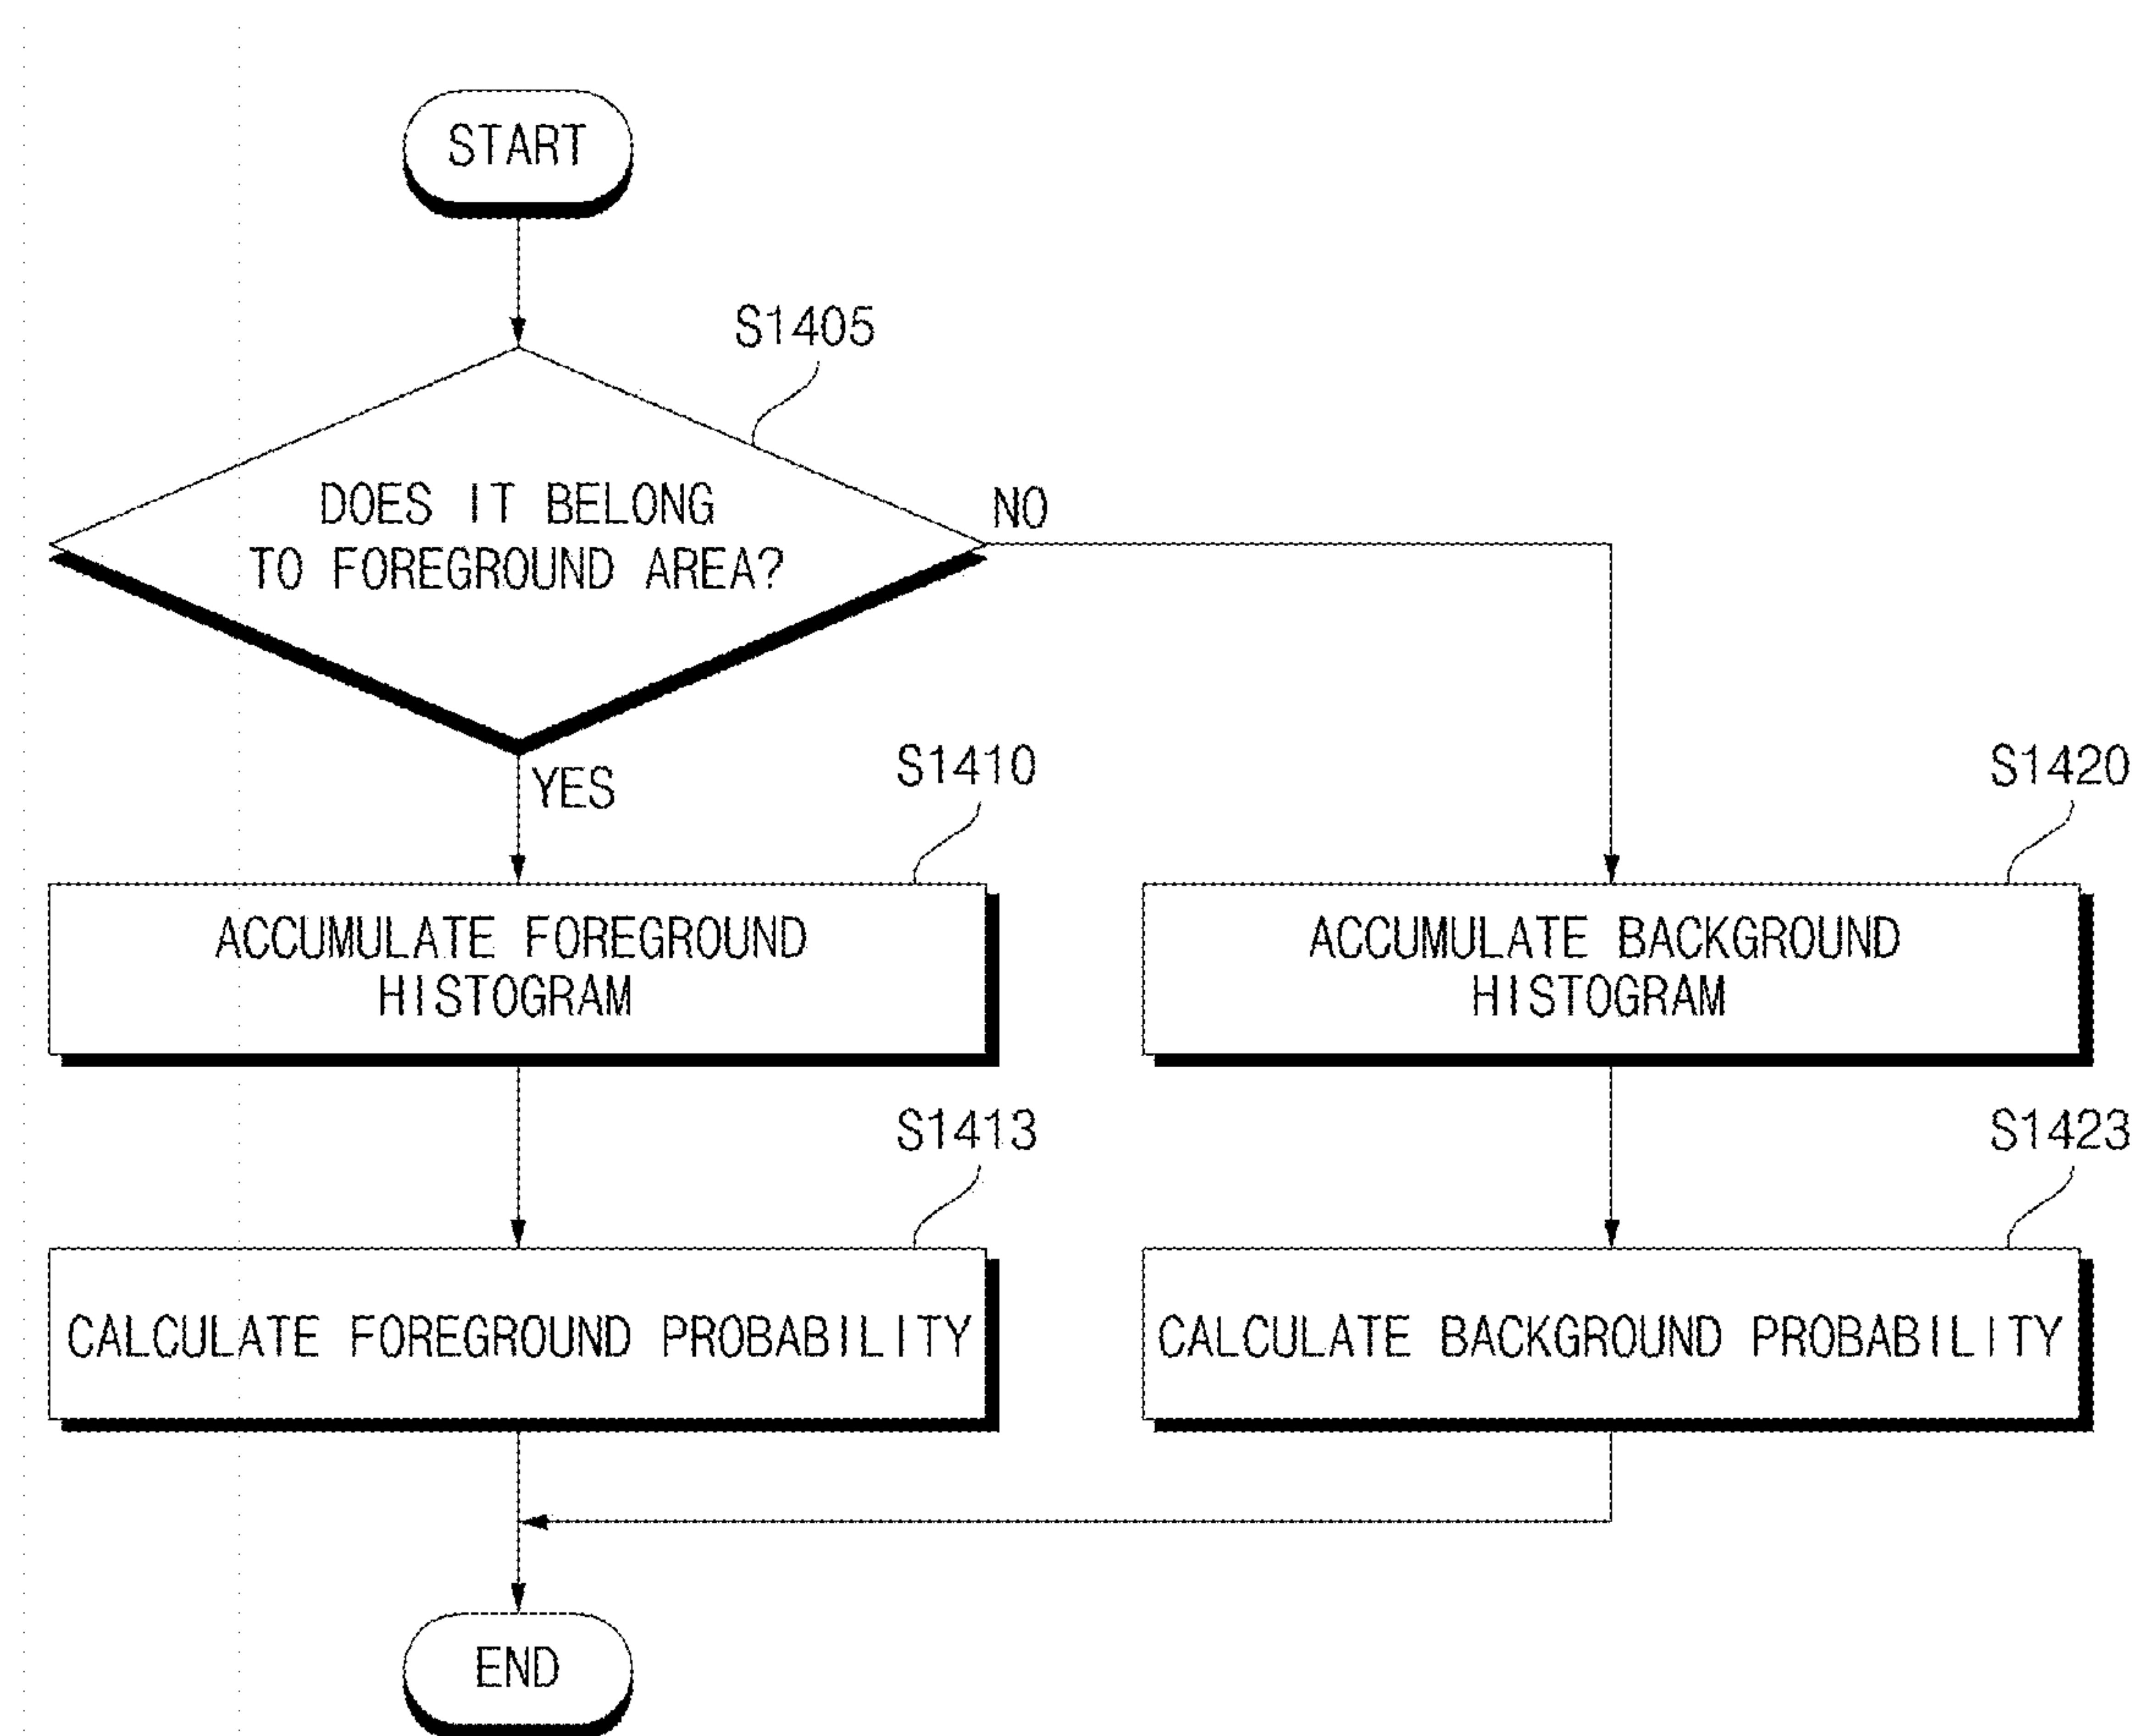 START
S1405
DOES IT BELONG
TO FOREGROUND AREA?
NO
YES
S1410
S1420
ACCUMULATE FOREGROUND
HISTOGRAM
ACCUMULATE BACKGROUND
HISTOGRAM
S1413
S1423
CALCULATE FOREGROUND PROBABILITY
CALCULATE BACKGROUND PROBABILITY
END